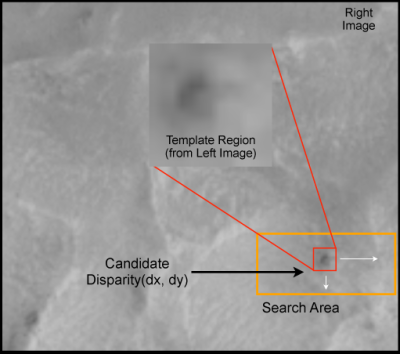 Right
Image
Template Region
(from Left Image)
Candidate
Disparity(dx, dy)
Search Area